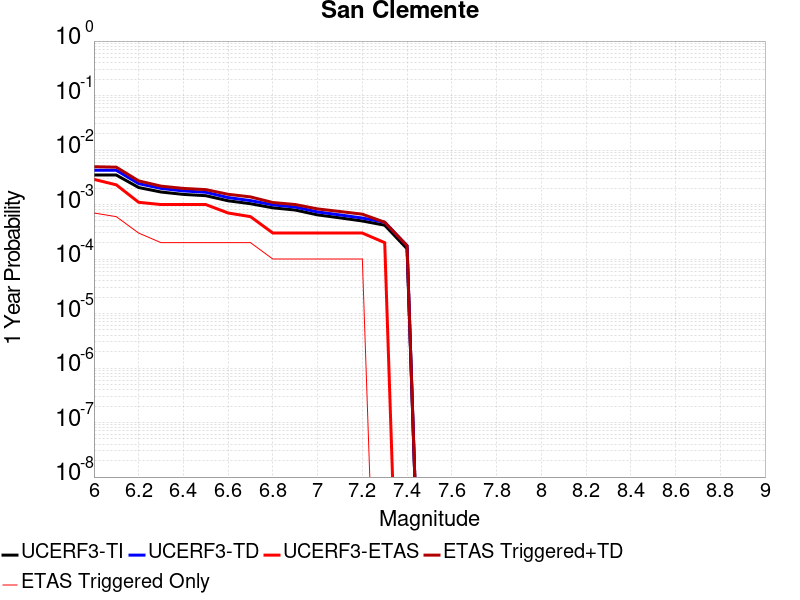 San Clemente
10^0
10^-1
10^-2
10^-3
10^-4
10^-5
10^-6
10^-7
10^-8
1 Year Probability
6 6.2 6.4 6.6 6.8 7 7.2 7.4 7.6 7.8 8 8.2 8.4 8.6 8.8 9
Magnitude
UCERF3-TI UCERF3-TD UCERF3-ETAS ETAS Triggered+TD
ETAS Triggered Only